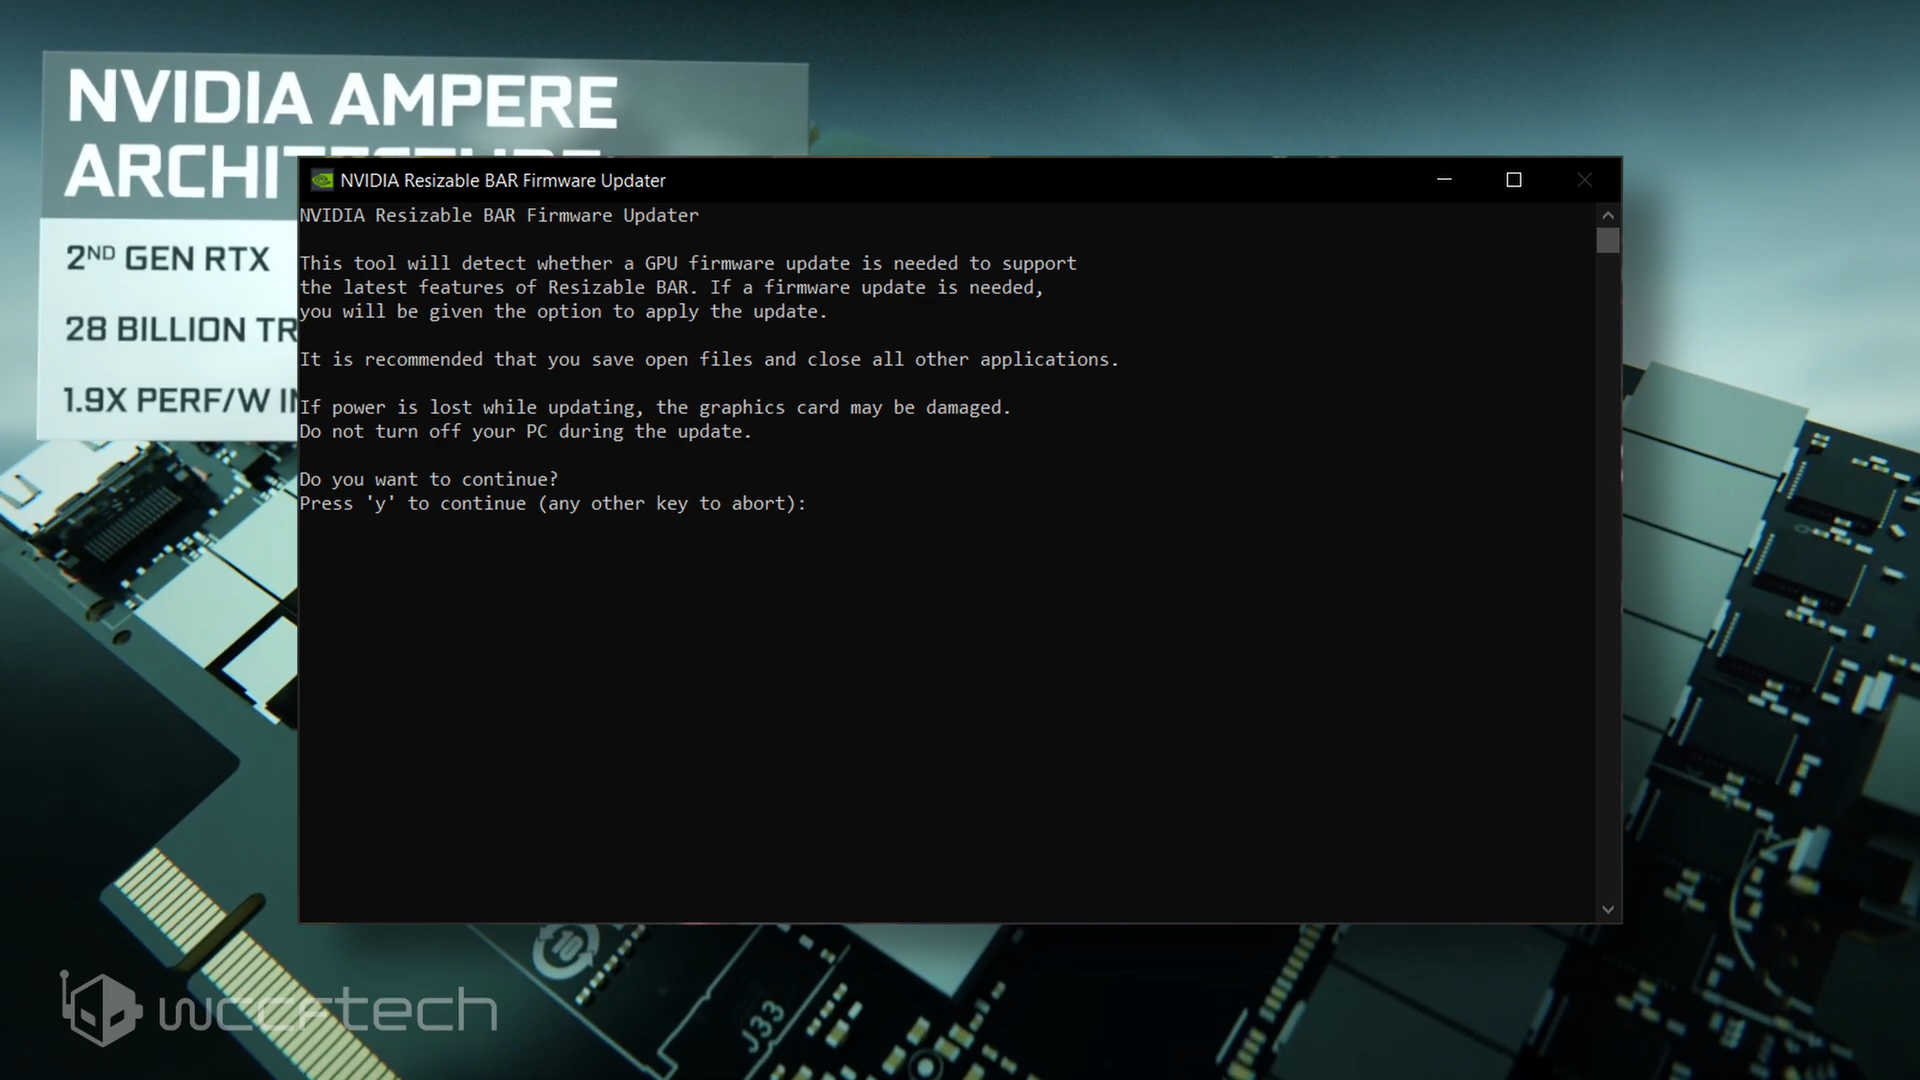 NVIDIA AMPERE
ARCHITECTURE
2ND GEN RTX
28 BILLION TR
1.9X PERF/W I
NVIDIA Resizable BAR Firmware Updater
NVIDIA Resizable BAR Firmware Updater
This tool will detect whether a GPU firmware update is needed to support
the latest features of Resizable BAR. If a firmware update is needed,
you will be given the option to apply the update.
It is recommended that you save open files and close all other applications.
If power is lost while updating, the graphics card may be damaged.
Do not turn off your PC during the update.
Do you want to continue?
Press 'y' to continue (any other key to abort):
10
J33
wccftech